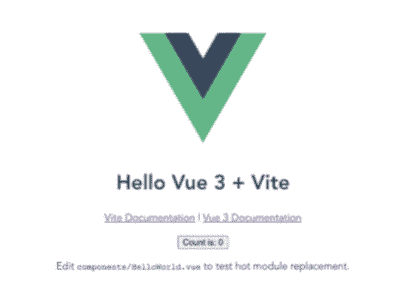 Hello Vue 3 + Vite
Vite Documentation | Vue 3 Documentation
Count is: 0
Edit components/HelloWorld.vue to test hot module replacement.